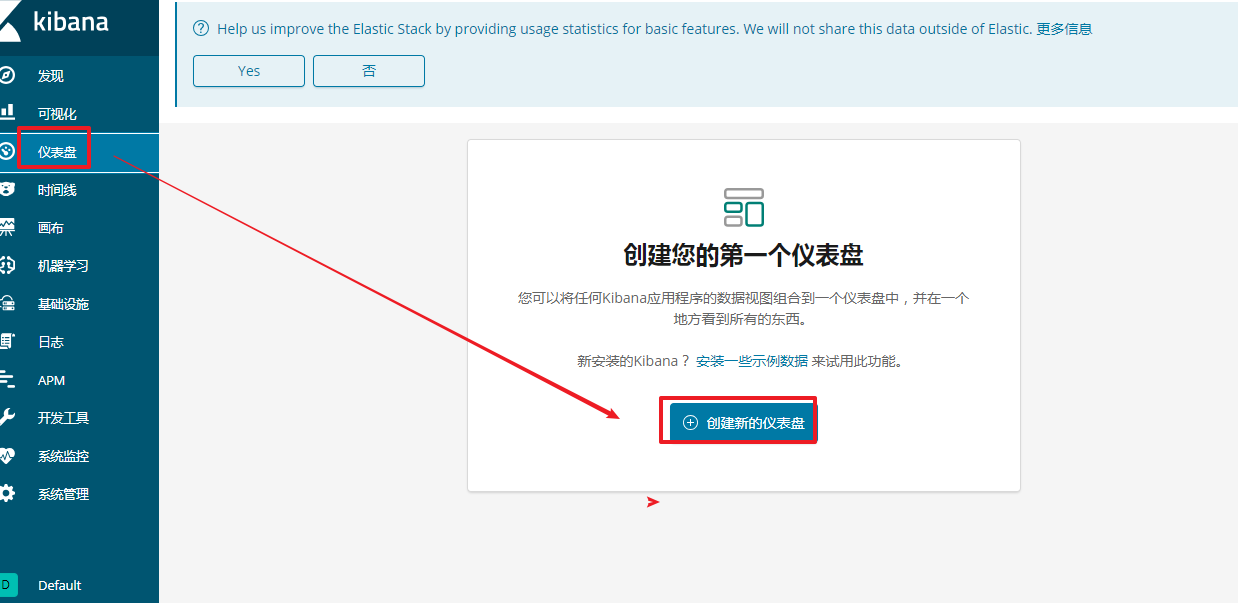 kibana
发现
可视化
仪表盘
时间线
画布
机器学习
基础设施
日志
APM
开发工具
系统监控
系统管理
D
Default
Help us improve the Elastic Stack by providing usage statistics for basic features. We will not share this data outside of Elastic. 更多信息
Yes
否
创建您的第一个仪表盘
您可以将任何Kibana应用程序的数据视图组合到一个仪表盘中，并在一个
地方看到所有的东西。
新安装的Kibana？ 安装一些示例数据 来试用此功能。
创建新的仪表盘